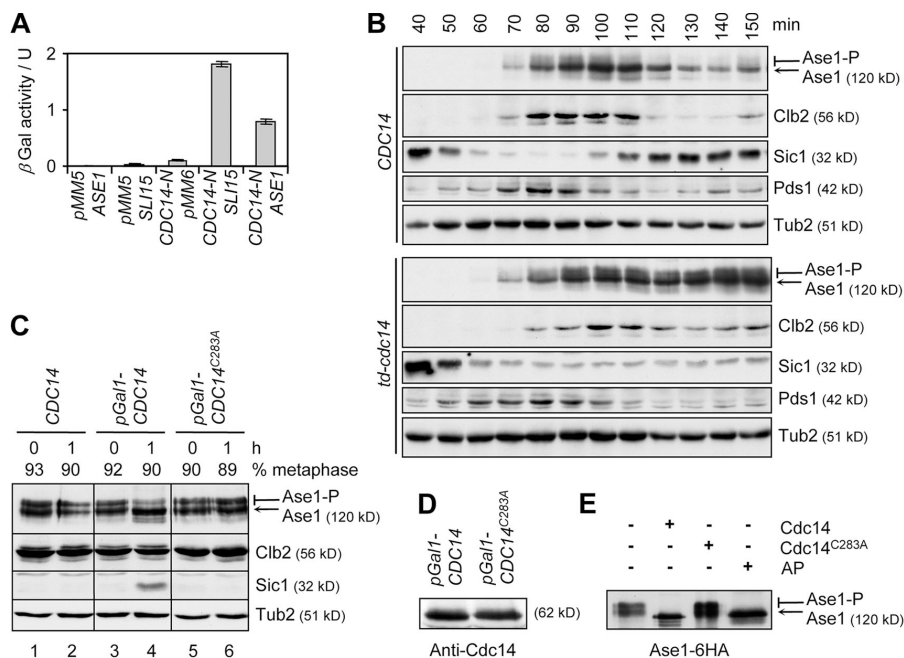 A
βGal activity / U
2
1
0
pMM5 ASE1
pMM5 SLI15
CDC14-N pMM6
CDC14-N SLI15
CDC14-N ASE1
B
40 50 60 70 80 90 100 110 120 130 140 150 min
CDC14
Ase1-P
Ase1 (120 kD)
Clb2 (56 kD)
Sic1 (32 kD)
Pds1 (42 kD)
Tub2 (51 kD)
td-cdc14
Ase1-P
Ase1 (120 kD)
Clb2 (56 kD)
Sic1 (32 kD)
Pds1 (42 kD)
Tub2 (51 kD)
C
CDC14
pGal1-CDC14
pGal1-CDC14C283A
0 1 0 1 0 1 h
93 90 92 90 90 89 % metaphase
Ase1-P
Ase1 (120 kD)
Clb2 (56 kD)
Sic1 (32 kD)
Tub2 (51 kD)
1 2 3 4 5 6
D
pGal1-CDC14
pGal1-CDC14C283A
(62 kD)
Anti-Cdc14
E
- + - - Cdc14
- - + - Cdc14C283A
- - - + AP
Ase1-P
Ase1 (120 kD)
Ase1-6HA